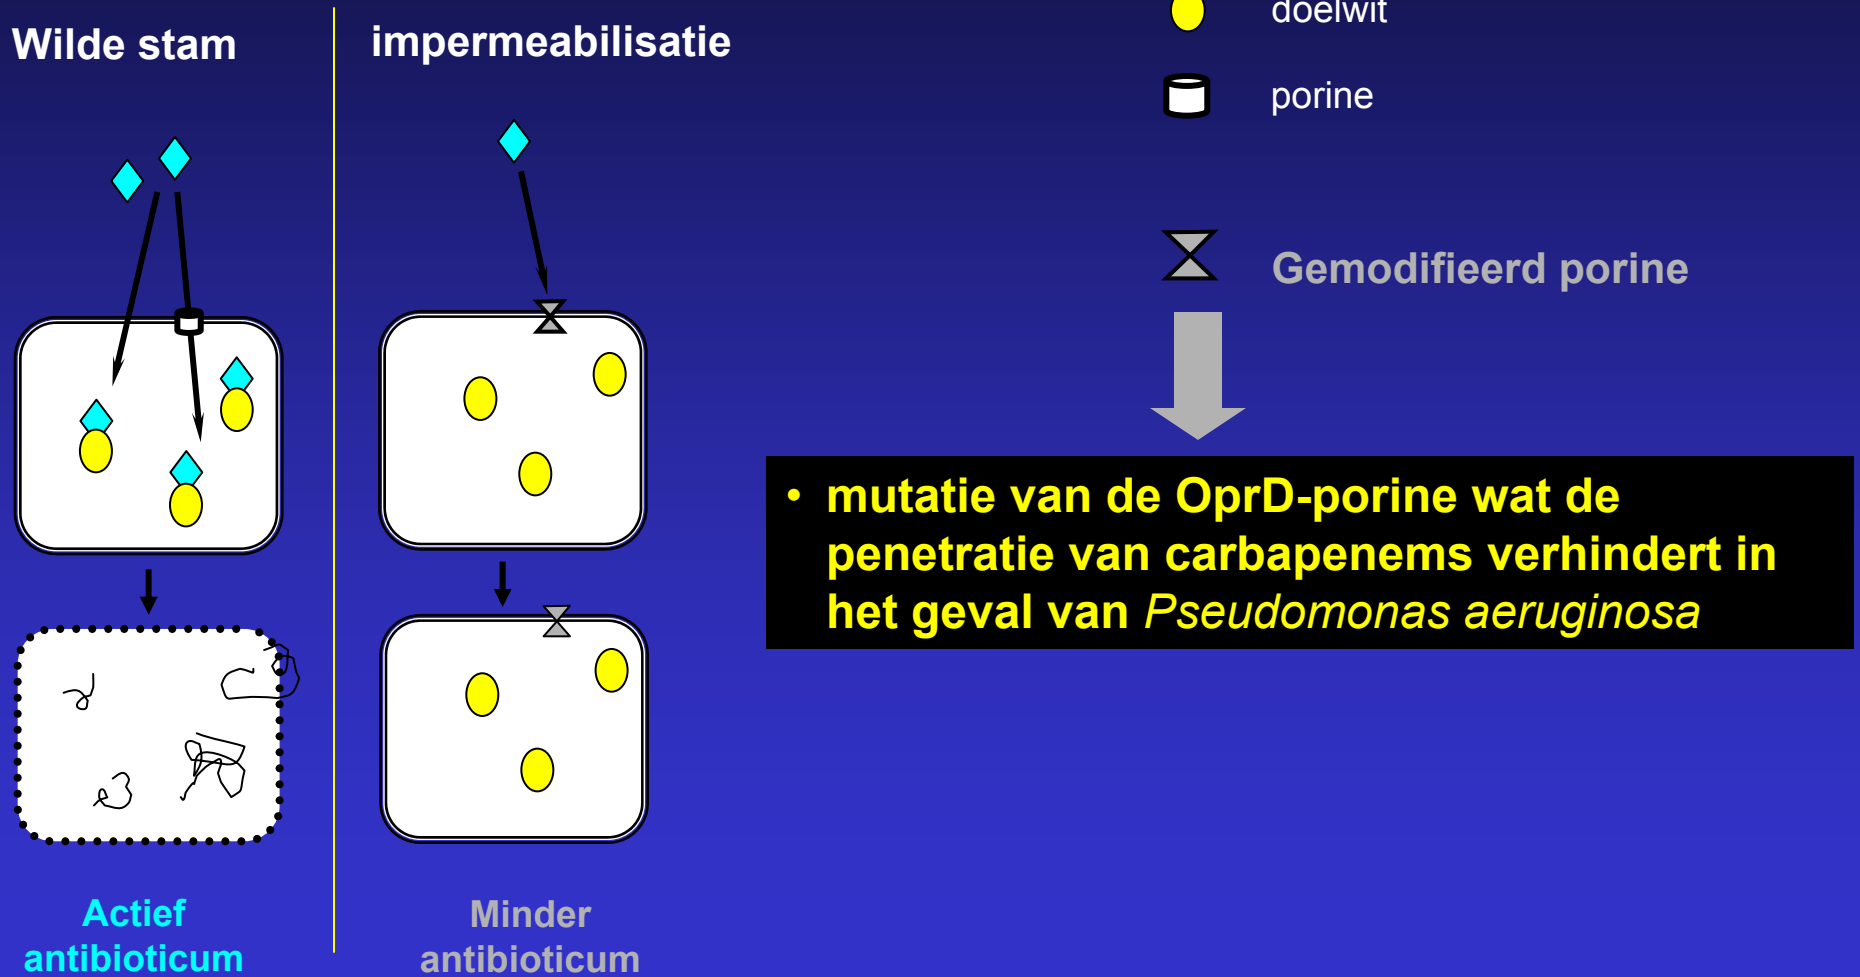 Wilde stam
impermeabilisatie
doelwit
porine
Gemodifieerd porine
• mutatie van de OprD-porine wat de
penetratie van carbapenems verhindert in
het geval van Pseudomonas aeruginosa
Actief
antibioticum
Minder
antibioticum